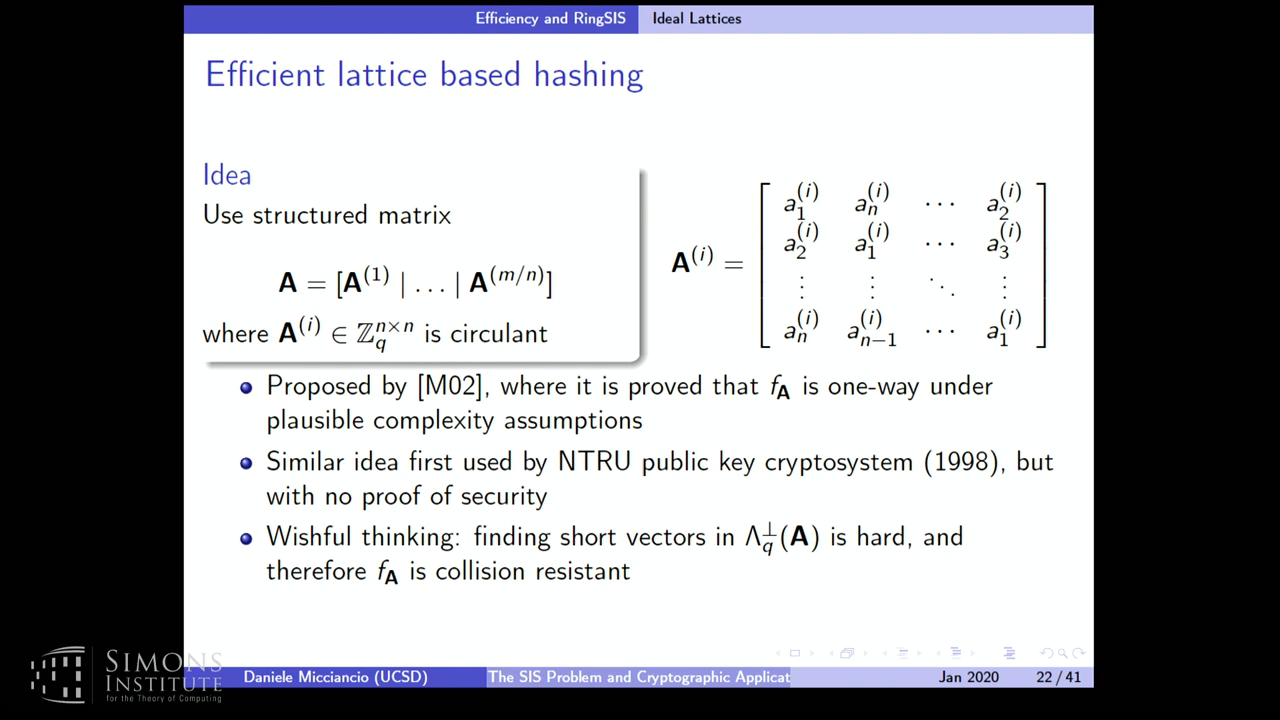 Efficiency and RingSIS Ideal Lattices
Efficient lattice based hashing
Idea
Use structured matrix
A = [A^(1) | … | A^(m/n)]
where A^(i) ∈ ℤ_q^{n×n} is circulant
A^(i) =
a_1^(i) a_n^(i) ⋯ a_2^(i)
a_2^(i) a_1^(i) ⋯ a_3^(i)
⋮ ⋮ ⋱ ⋮
a_n^(i) a_{n−1}^(i) ⋯ a_1^(i)
Proposed by [M02], where it is proved that f_A is one-way under
plausible complexity assumptions
Similar idea first used by NTRU public key cryptosystem (1998), but
with no proof of security
Wishful thinking: finding short vectors in Λ_q^⊥(A) is hard, and
therefore f_A is collision resistant
SIMONS
INSTITUTE
for the Theory of Computing
Daniele Micciancio (UCSD) The SIS Problem and Cryptographic Applicat Jan 2020 22 / 41